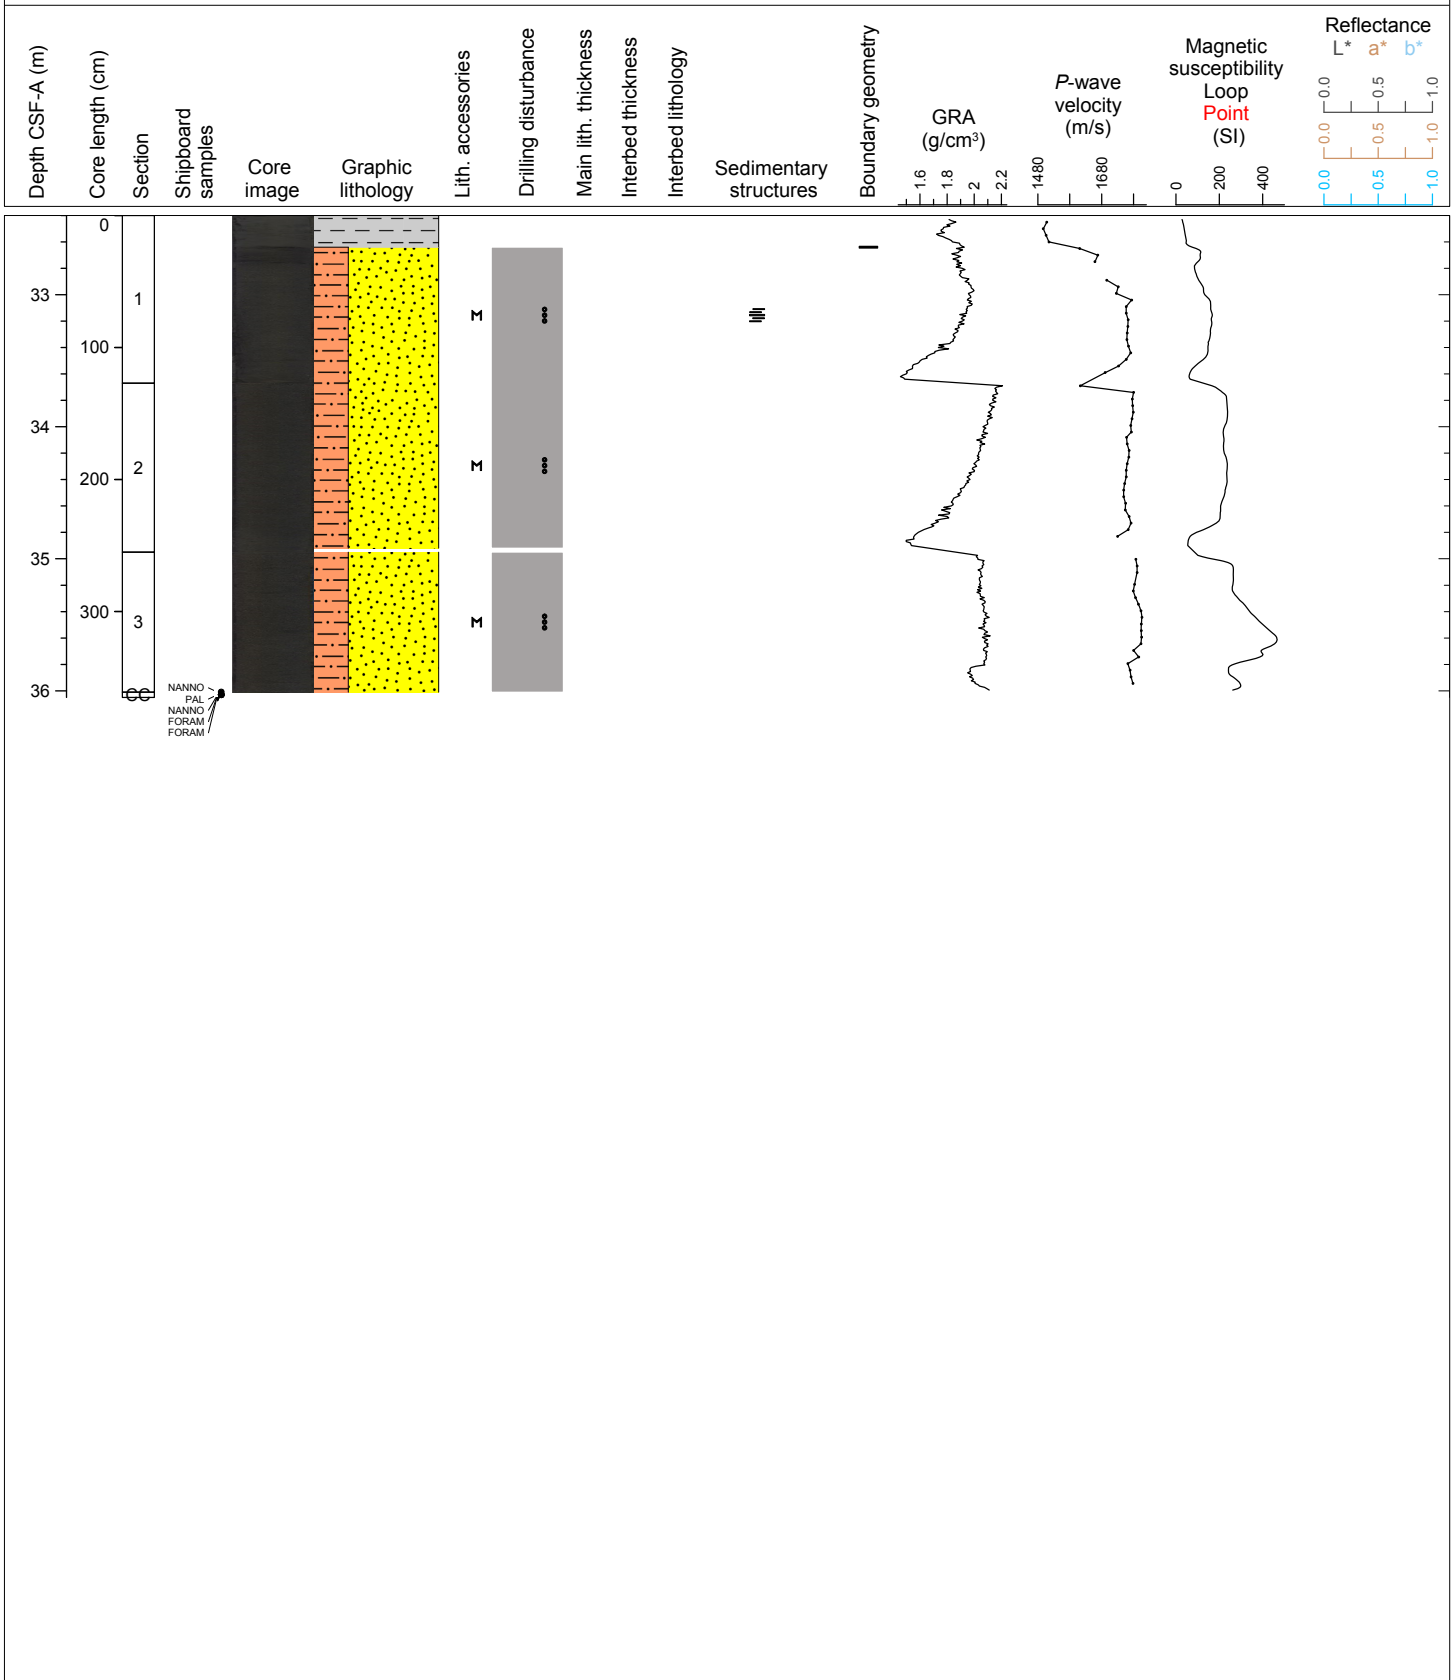 Depth CSF-A (m)
Core length (cm)
Section
Shipboard
samples
Core
image
Graphic
lithology
Lith. accessories
Drilling disturbance
Main lith. thickness
Interbed thickness
Interbed lithology
Sedimentary
structures
Boundary geometry
GRA
(g/cm³)
1.6 1.8 2 2.2
P-wave
velocity
(m/s)
1480 1680
Magnetic
susceptibility
Loop
Point
(SI)
0 200 400
Reflectance
L* a* b*
0.0 0.5 1.0
0.0 0.5 1.0
0.0 0.5 1.0
0
33
1
M
100
34
2
M
200
35
300
3
M
36
CC
NANNO
PAL
NANNO
FORAM
FORAM